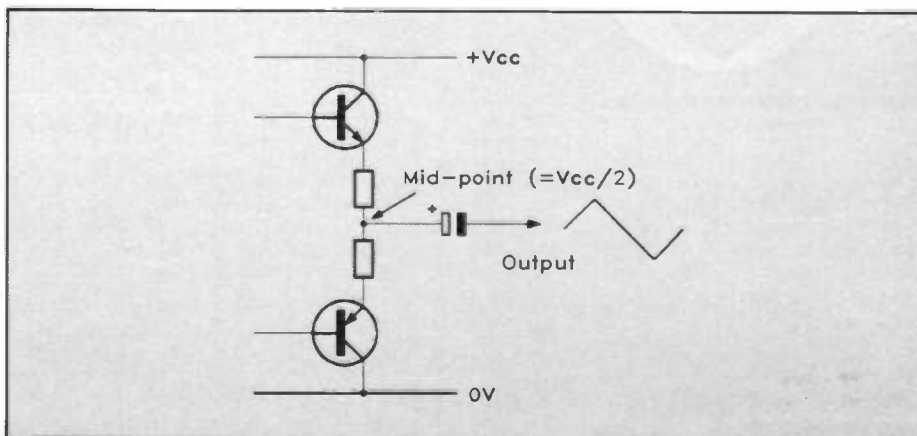 +Vcc
Mid-point (=Vcc/2)
+
Output
0V